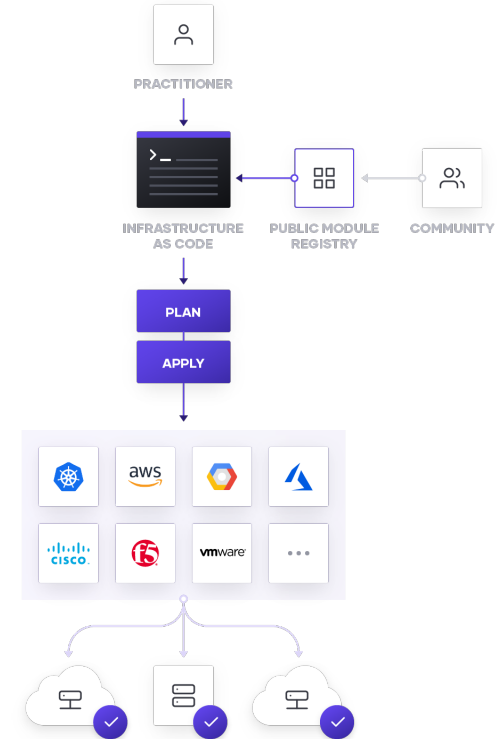 PRACTITIONER
INFRASTRUCTURE
AS CODE
PUBLIC MODULE
REGISTRY
COMMUNITY
PLAN
APPLY
aws
CISCO
f5
vmware